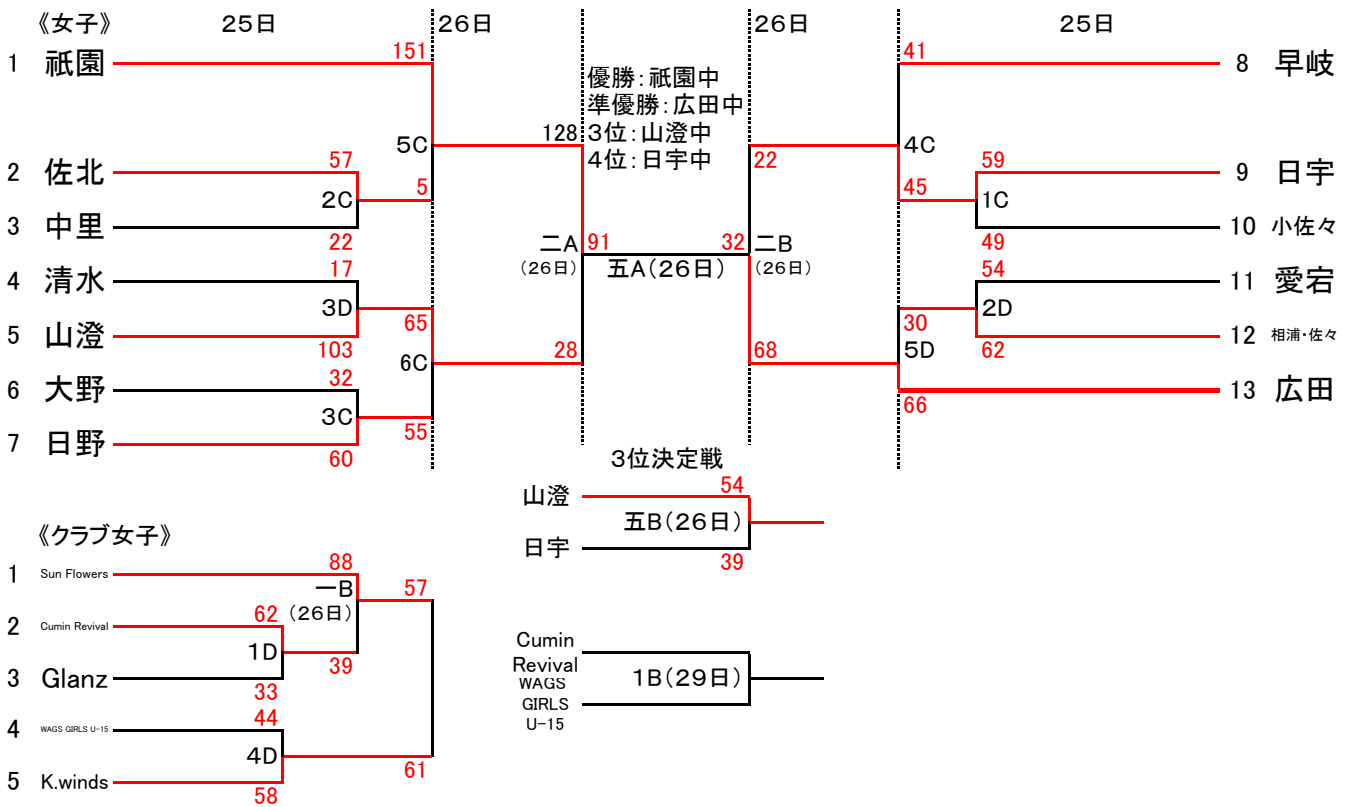 《女子》 25日 26日 26日 25日
1 祇園 151 41 8 早岐
優勝：祇園中
準優勝：広田中
128 3位：山澄中
5C 4位：日宇中 4C
2 佐北 57 5 22 45 59 9 日宇
2C 1C
3 中里 22 49 10 小佐々
二A 91 32 二B
(26日) 五A(26日) (26日)
4 清水 17 54 11 愛宕
3D 65 30 2D
5 山澄 103 62 12 相浦・佐々
6C 28 68 5D
6 大野 32 66 13 広田
3C 55
7 日野 60
3位決定戦
山澄 54
五B(26日)
日宇 39
《クラブ女子》
1 Sun Flowers 88 57
一B
(26日)
2 Cumin Revival 62
1D 39
3 Glanz 33
4 WAGS GIRLS U-15 44
4D 61
5 K.winds 58
Cumin
Revival
WAGS 1B(29日)
GIRLS
U-15